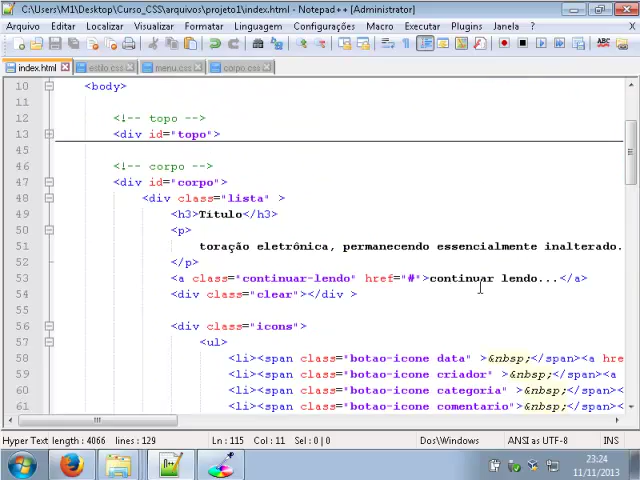 C:\Users\M1\Desktop\Curso_CSS\arquivos\projeto1\index.html - Notepad++ [Administrador]
Arquivo Editar Localizar Visualizar Formatar Linguagem Configurações Macro Executar Plugins Janela ? X
index.html estilo.css menu.css corpo.css
10 <body>
11
12 <!-- topo -->
13 <div id="topo">
45
46 <!-- corpo -->
47 <div id="corpo">
48 <div class="lista" >
49 <h3>Titulo</h3>
50 <p>
51 toração eletrônica, permanecendo essencialmente inalterado.
52 </p>
53 <a class="continuar-lendo" href="#">continuar lendo...</a>
54 <div class="clear"></div >
55
56 <div class="icons">
57 <ul>
58 <li><span class="botao-icone data" >&nbsp;</span><a hre
59 <li><span class="botao-icone criador" >&nbsp;</span><a
60 <li><span class="botao-icone categoria" >&nbsp;</span>
61 <li><span class="botao-icone comentario">&nbsp;</span>
Hyper Text length : 4066 lines : 129 Ln : 115 Col : 11 Sel : 0 | 0 Dos\Windows ANSI as UTF-8 INS
23:24
11/11/2013